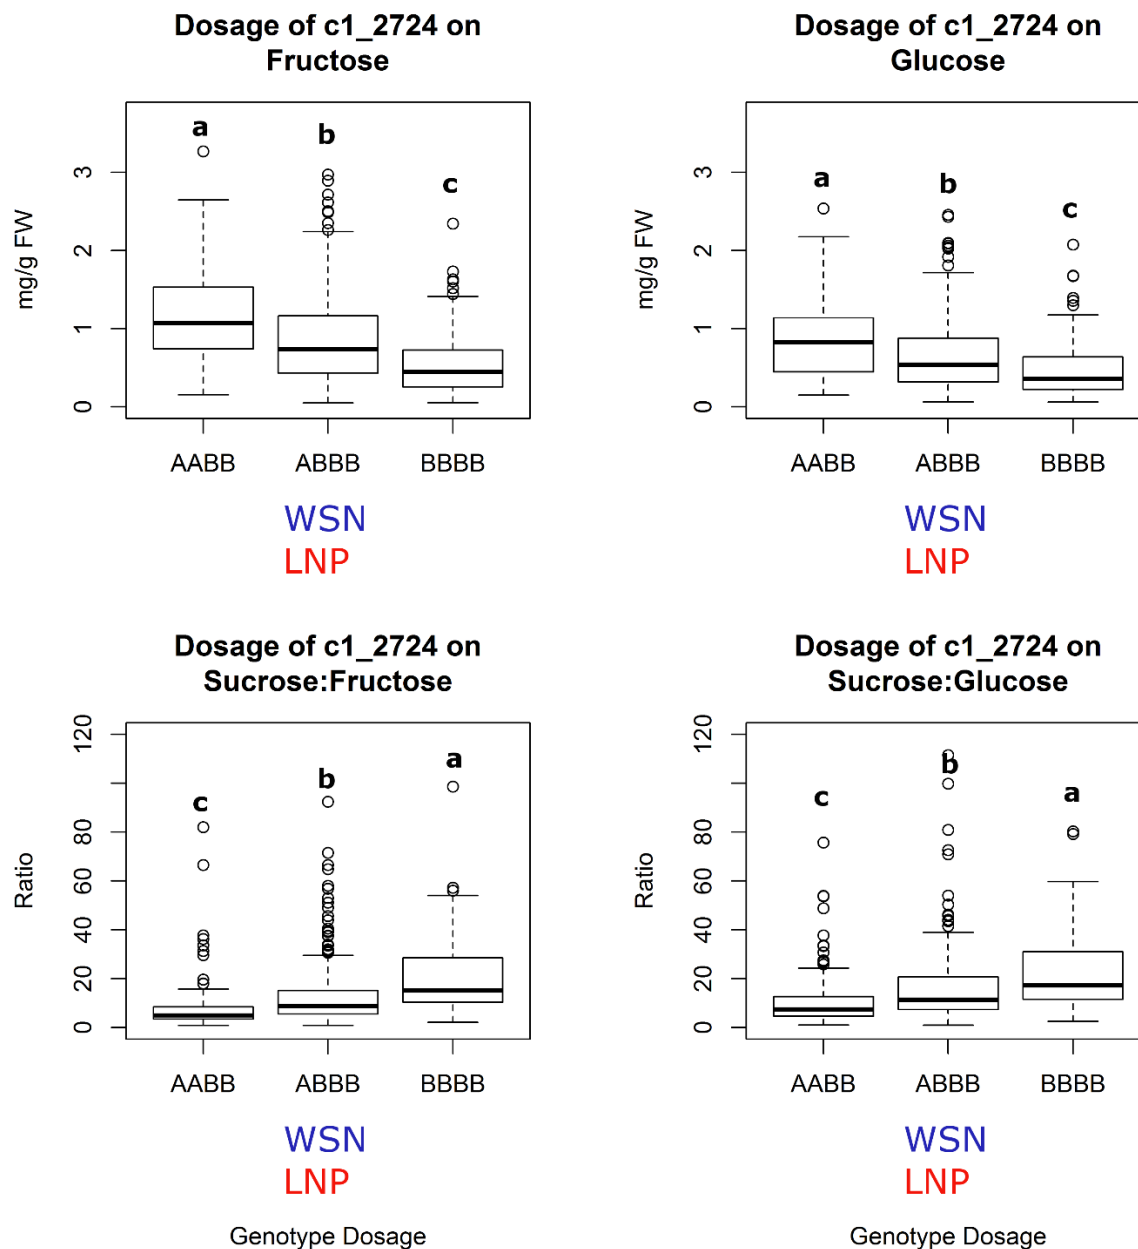 Dosage of c1_2724 on
Fructose
mg/g FW
3
2
1
0
a
b
c
AABB ABBB BBBB
WSN
LNP
Dosage of c1_2724 on
Glucose
mg/g FW
3
2
1
0
a
b
c
AABB ABBB BBBB
WSN
LNP
Dosage of c1_2724 on
Sucrose:Fructose
Ratio
120
80
60
40
20
0
c
b
a
AABB ABBB BBBB
WSN
LNP
Genotype Dosage
Dosage of c1_2724 on
Sucrose:Glucose
Ratio
120
80
60
40
20
0
c
b
a
AABB ABBB BBBB
WSN
LNP
Genotype Dosage